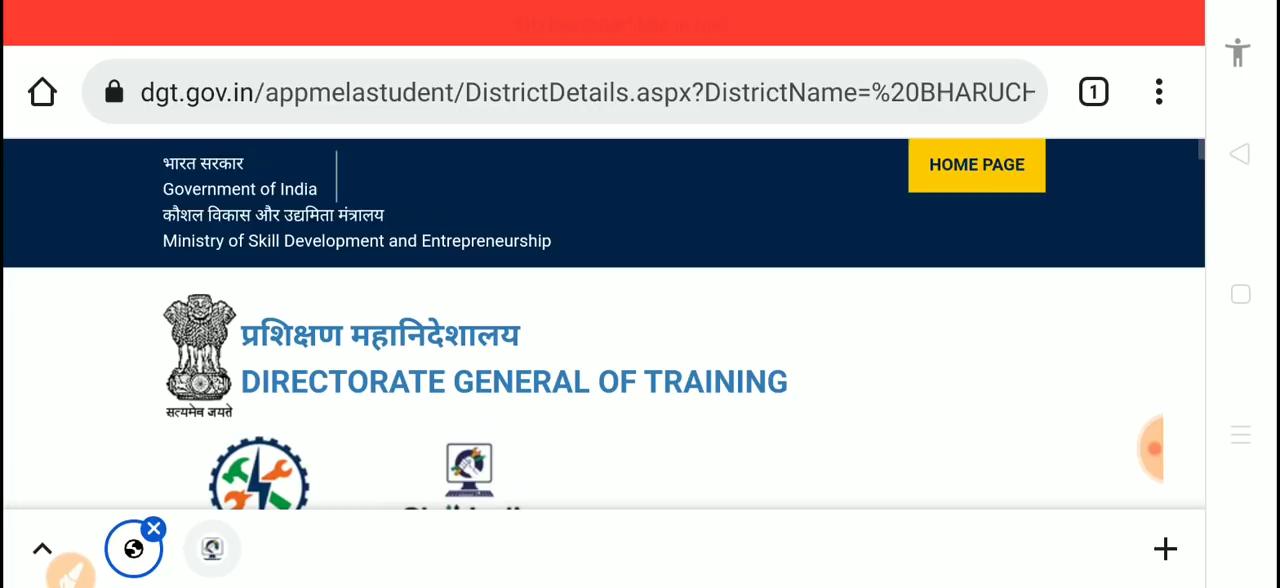 dgt.gov.in/appmelastudent/DistrictDetails.aspx?DistrictName=%20BHARUCH
1
भारत सरकार
Government of India
कौशल विकास और उद्यमिता मंत्रालय
Ministry of Skill Development and Entrepreneurship
HOME PAGE
प्रशिक्षण महानिदेशालय
DIRECTORATE GENERAL OF TRAINING
सत्यमेव जयते